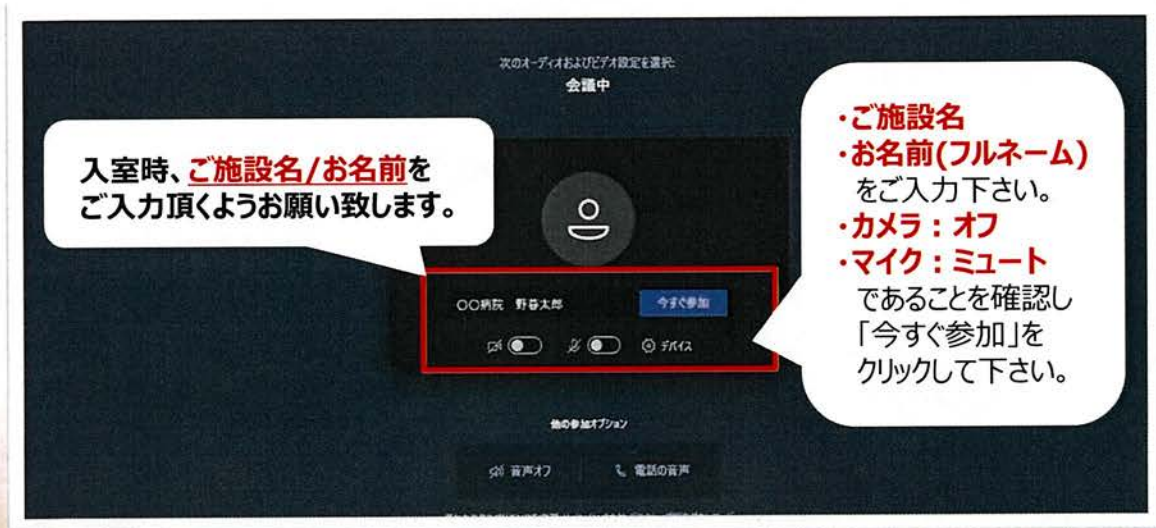 次のオーディオおよびビデオ設定を選択:
会議中
入室時、ご施設名/お名前を
ご入力頂くようお願い致します。
・ご施設名
・お名前(フルネーム)
をご入力下さい。
・カメラ：オフ
・マイク：ミュート
であることを確認し
「今すぐ参加」を
クリックして下さい。
〇〇病院 野暮太郎
今すぐ参加
デバイス
他の参加オプション
音声オフ
電話の音声